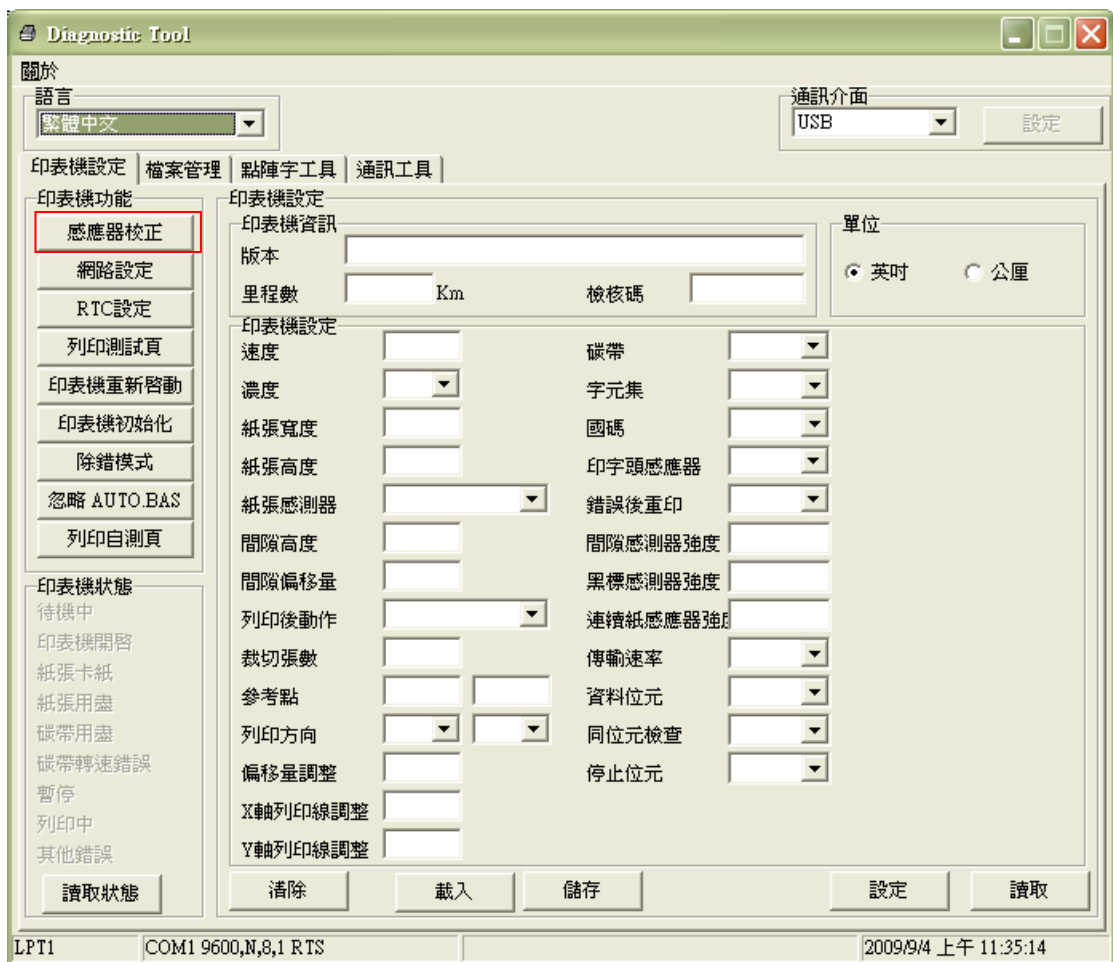 Diagnostic Tool
關於
語言
繁體中文
通訊介面
USB
設定
印表機設定
檔案管理
點陣字工具
通訊工具
印表機功能
感應器校正
網路設定
RTC設定
列印測試頁
印表機重新啓動
印表機初始化
除錯模式
忽略 AUTO.BAS
列印自測頁
印表機狀態
待機中
印表機開啓
紙張卡紙
紙張用盡
碳帶用盡
碳帶轉速錯誤
暫停
列印中
其他錯誤
讀取狀態
印表機設定
印表機資訊
版本
里程數
Km
檢核碼
單位
英吋
公厘
印表機設定
速度
碳帶
濃度
字元集
紙張寬度
國碼
紙張高度
印字頭感應器
紙張感測器
錯誤後重印
間隙高度
間隙感測器強度
間隙偏移量
黑標感測器強度
列印後動作
連續紙感應器強度
裁切張數
傳輸速率
參考點
資料位元
列印方向
同位元檢查
偏移量調整
停止位元
X軸列印線調整
Y軸列印線調整
清除
載入
儲存
設定
讀取
LPT1
COM1 9600,N,8,1 RTS
2009/9/4 上午 11:35:14